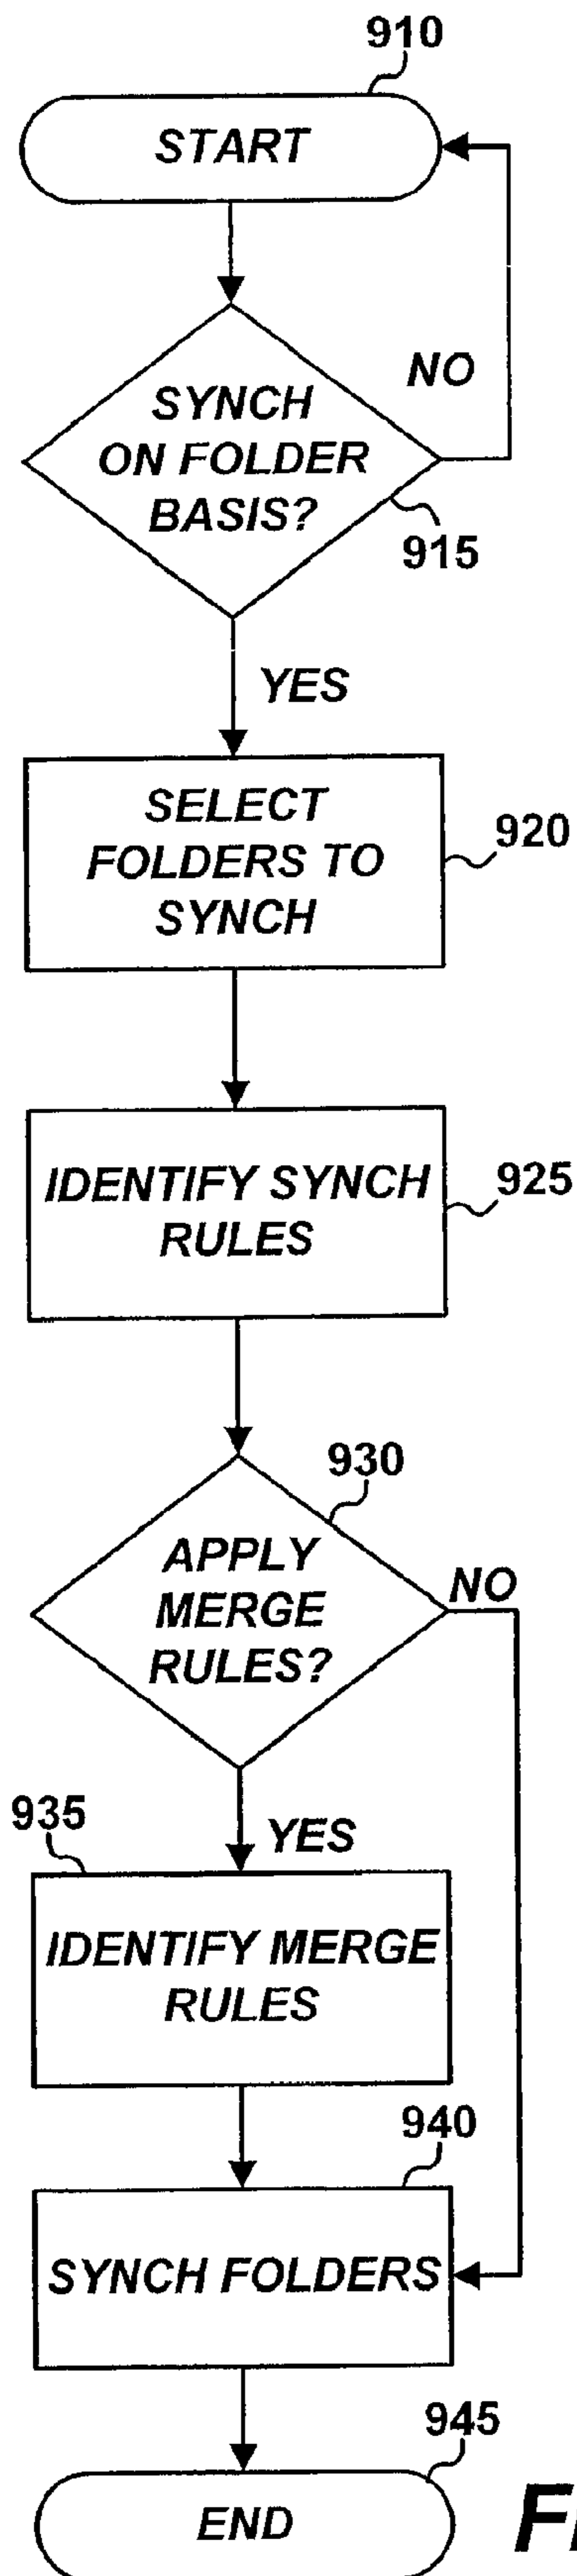 910
START
NO
SYNCH
ON FOLDER
BASIS?
915
YES
SELECT
FOLDERS TO
SYNCH
920
IDENTIFY SYNCH
RULES
925
930
APPLY
MERGE
RULES?
NO
935
YES
IDENTIFY MERGE
RULES
940
SYNCH FOLDERS
945
END